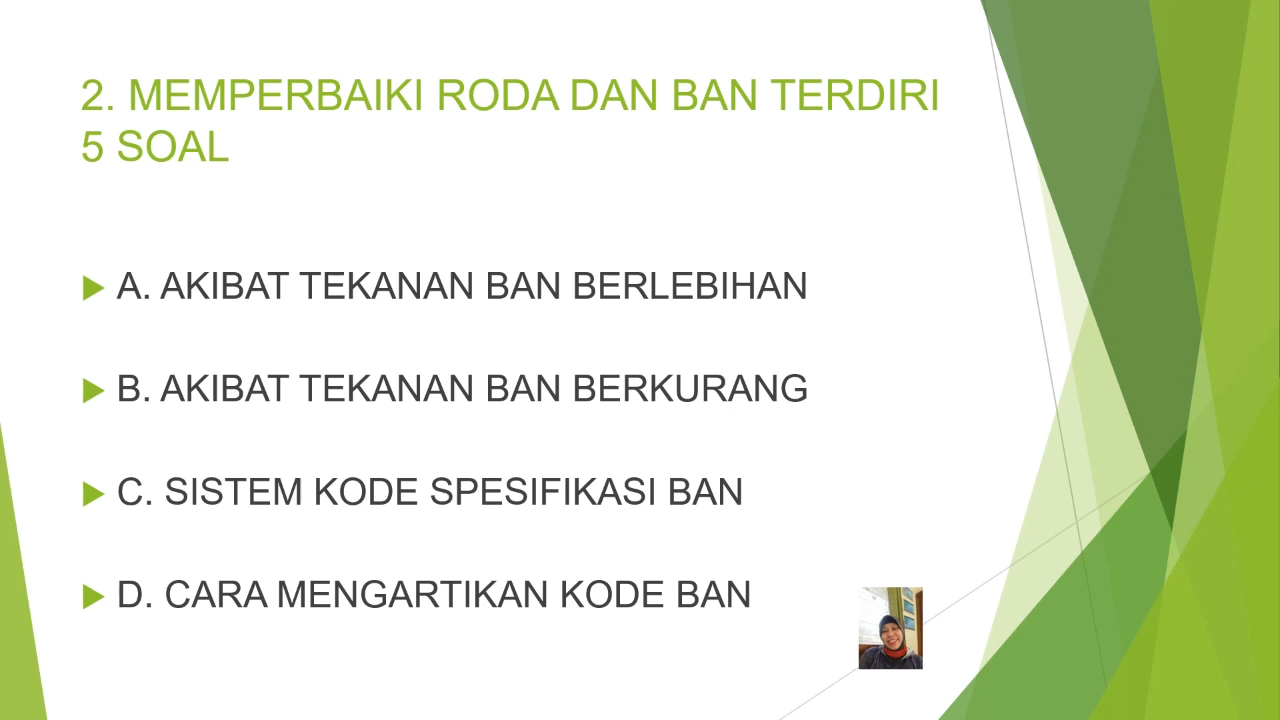 2. MEMPERBAIKI RODA DAN BAN TERDIRI
5 SOAL
A. AKIBAT TEKANAN BAN BERLEBIHAN
B. AKIBAT TEKANAN BAN BERKURANG
C. SISTEM KODE SPESIFIKASI BAN
D. CARA MENGARTIKAN KODE BAN